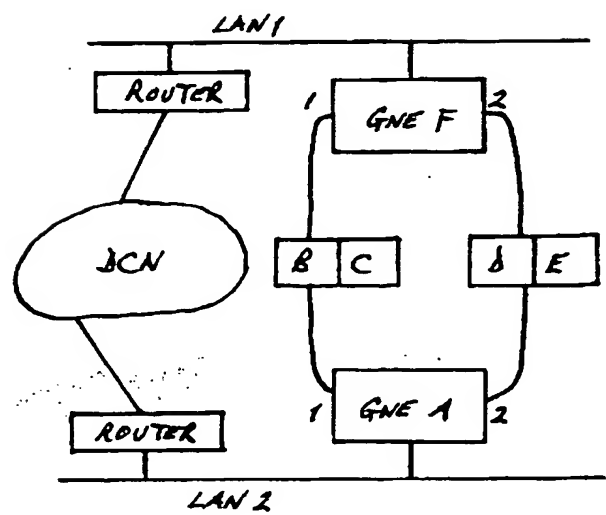 LAN 1
ROUTER
1 GNE F 2
DCN
B C
D E
1 GNE A 2
ROUTER
LAN 2